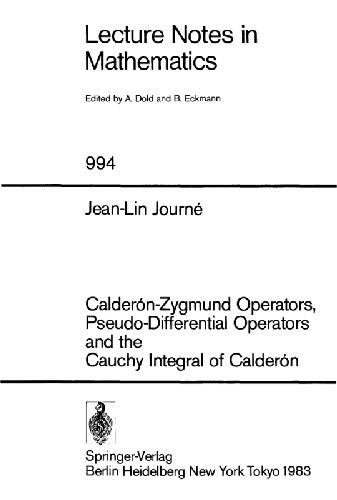 Lecture Notes in
Mathematics
Edited by A. Dold and B. Eckmann
994
Jean-Lin Journé
Calderón-Zygmund Operators,
Pseudo-Differential Operators
and the
Cauchy Integral of Calderón
Springer-Verlag
Berlin Heidelberg New York Tokyo 1983